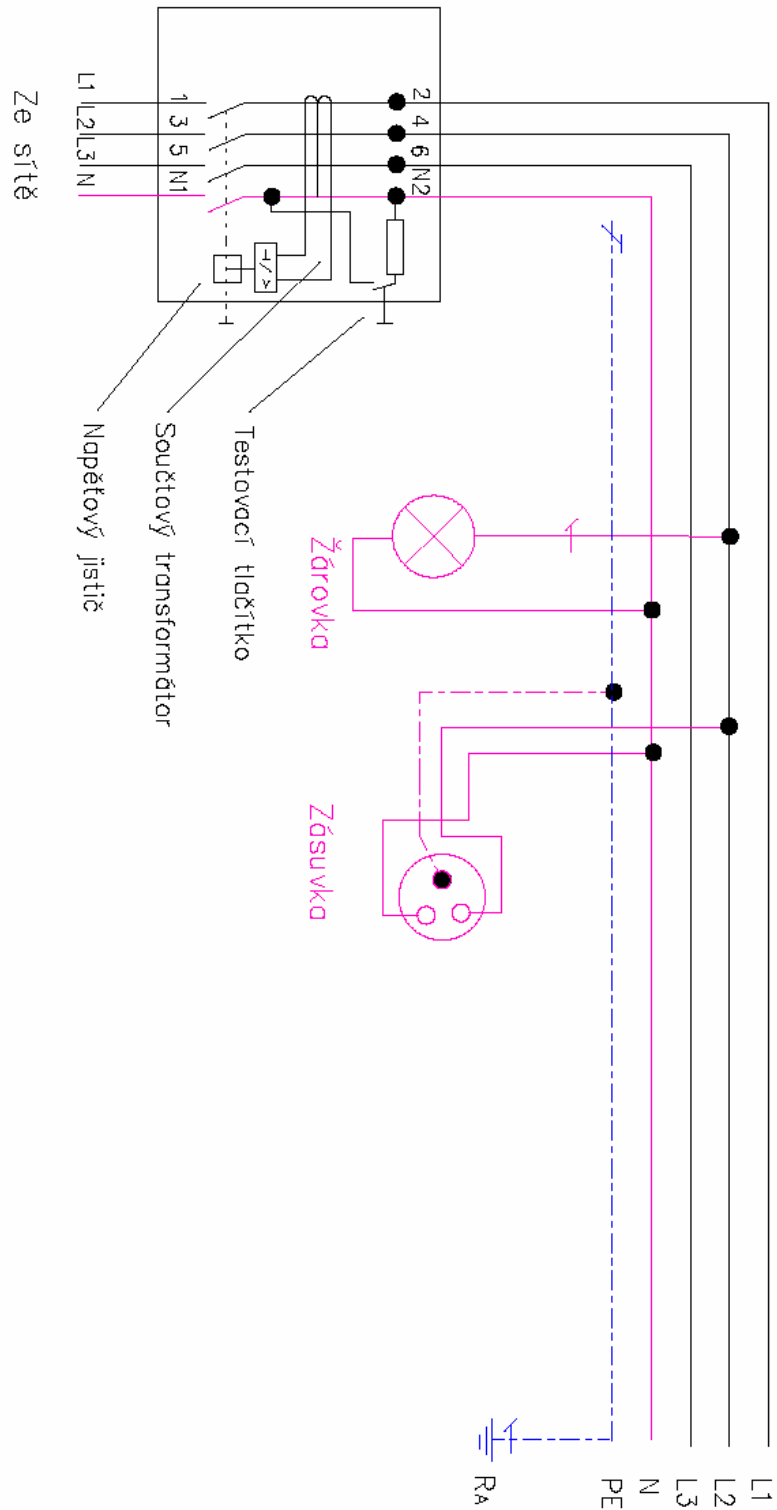 Ze sítě
L1
L2
L3
N
1
3
5
N1
2
4
6
N2
Napěťový jistič
Součtový transformátor
Testovací tlačítko
Žárovka
Zásuvka
L1
L2
L3
N
PE
RA